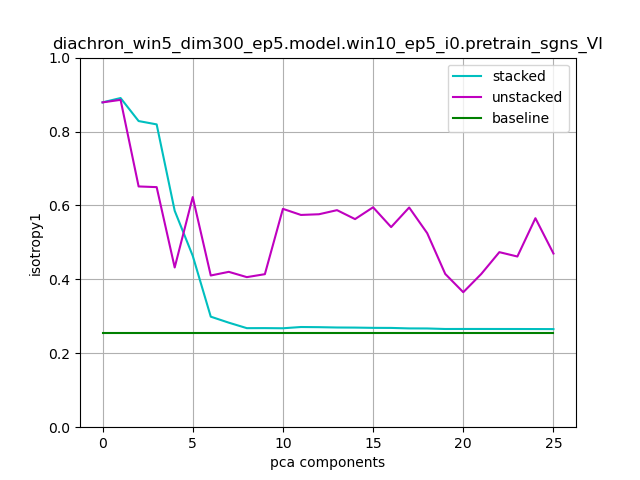 diachron_win5_dim300_ep5.model.win10_ep5_i0.pretrain_sgns_VI
stacked
unstacked
baseline
isotropy1
1.0
0.8
0.6
0.4
0.2
0.0
0 5 10 15 20 25
pca components